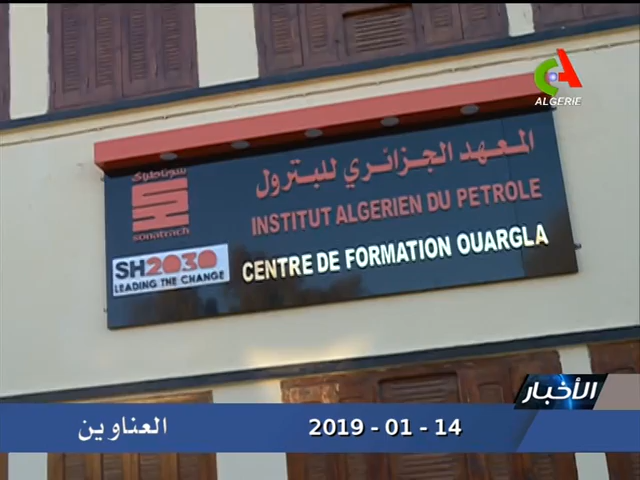 ALGERIE
المعهد الجزائري للبترول
سوناطراك
sonatrach
INSTITUT ALGERIEN DU PETROLE
SH2030
LEADING THE CHANGE
CENTRE DE FORMATION OUARGLA
الأخبار
العناوين
2019 - 01 - 14